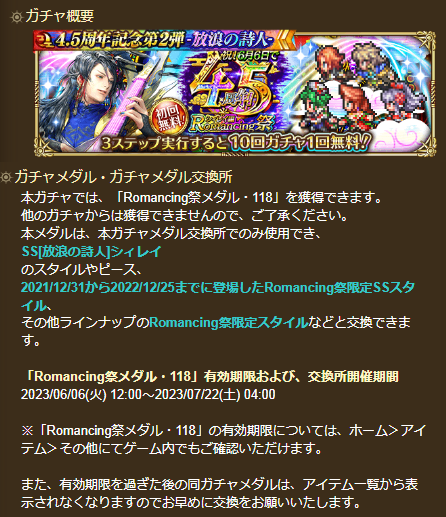 ガチャ概要
4.5周年記念第2弾-放浪の詩人-
祝!6月6日で
4.5周年
Romancing祭
初回無料!
3ステップ実行すると10回ガチャ1回無料!!
ガチャメダル・ガチャメダル交換所
本ガチャでは、「Romancing祭メダル・118」を獲得できます。
他のガチャからは獲得できませんので、ご了承ください。
本メダルは、本ガチャメダル交換所でのみ使用でき、
SS[放浪の詩人]シィレイ
のスタイルやピース、
2021/12/31から2022/12/25までに登場したRomancing祭限定SSスタ
イル、
その他ラインナップのRomancing祭限定スタイルなどと交換できま
す。
「Romancing祭メダル・118」有効期限および、交換所開催期間
2023/06/06(火) 12:00～2023/07/22(土) 04:00
※「Romancing祭メダル・118」の有効期限については、ホーム＞アイ
テム＞その他にてゲーム内でもご確認いただけます。
また、有効期限を過ぎた後の同ガチャメダルは、アイテム一覧から表
示されなくなりますのでお早めに交換をお願いいたします。